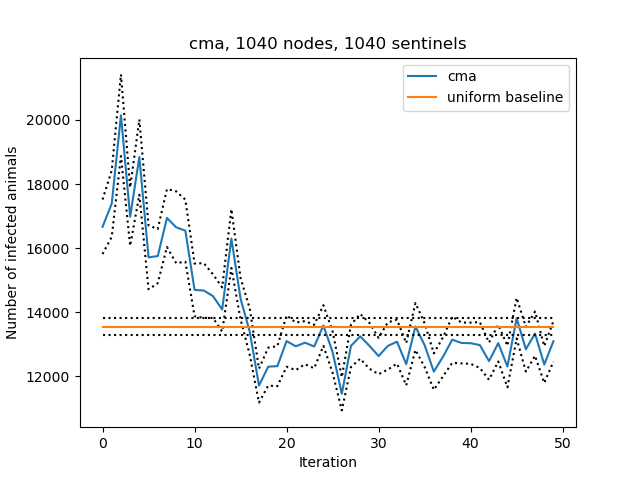 cma, 1040 nodes, 1040 sentinels
cma
uniform baseline
Number of infected animals
20000
18000
16000
14000
12000
0 10 20 30 40 50
Iteration